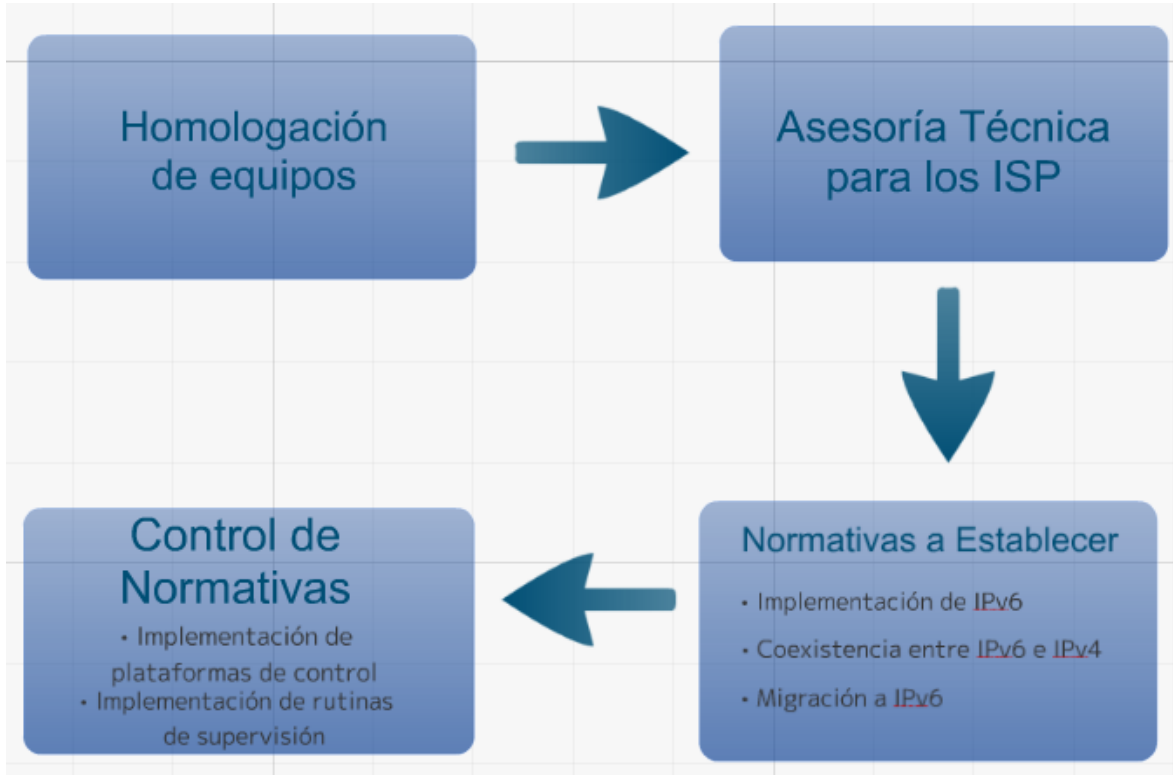 Homologación
de equipos
Asesoría Técnica
para los ISP
Normativas a Establecer
• Implementación de IPv6
• Coexistencia entre IPv6 e IPv4
• Migración a IPv6
Control de
Normativas
• Implementación de
plataformas de control
• Implementación de rutinas
de supervisión